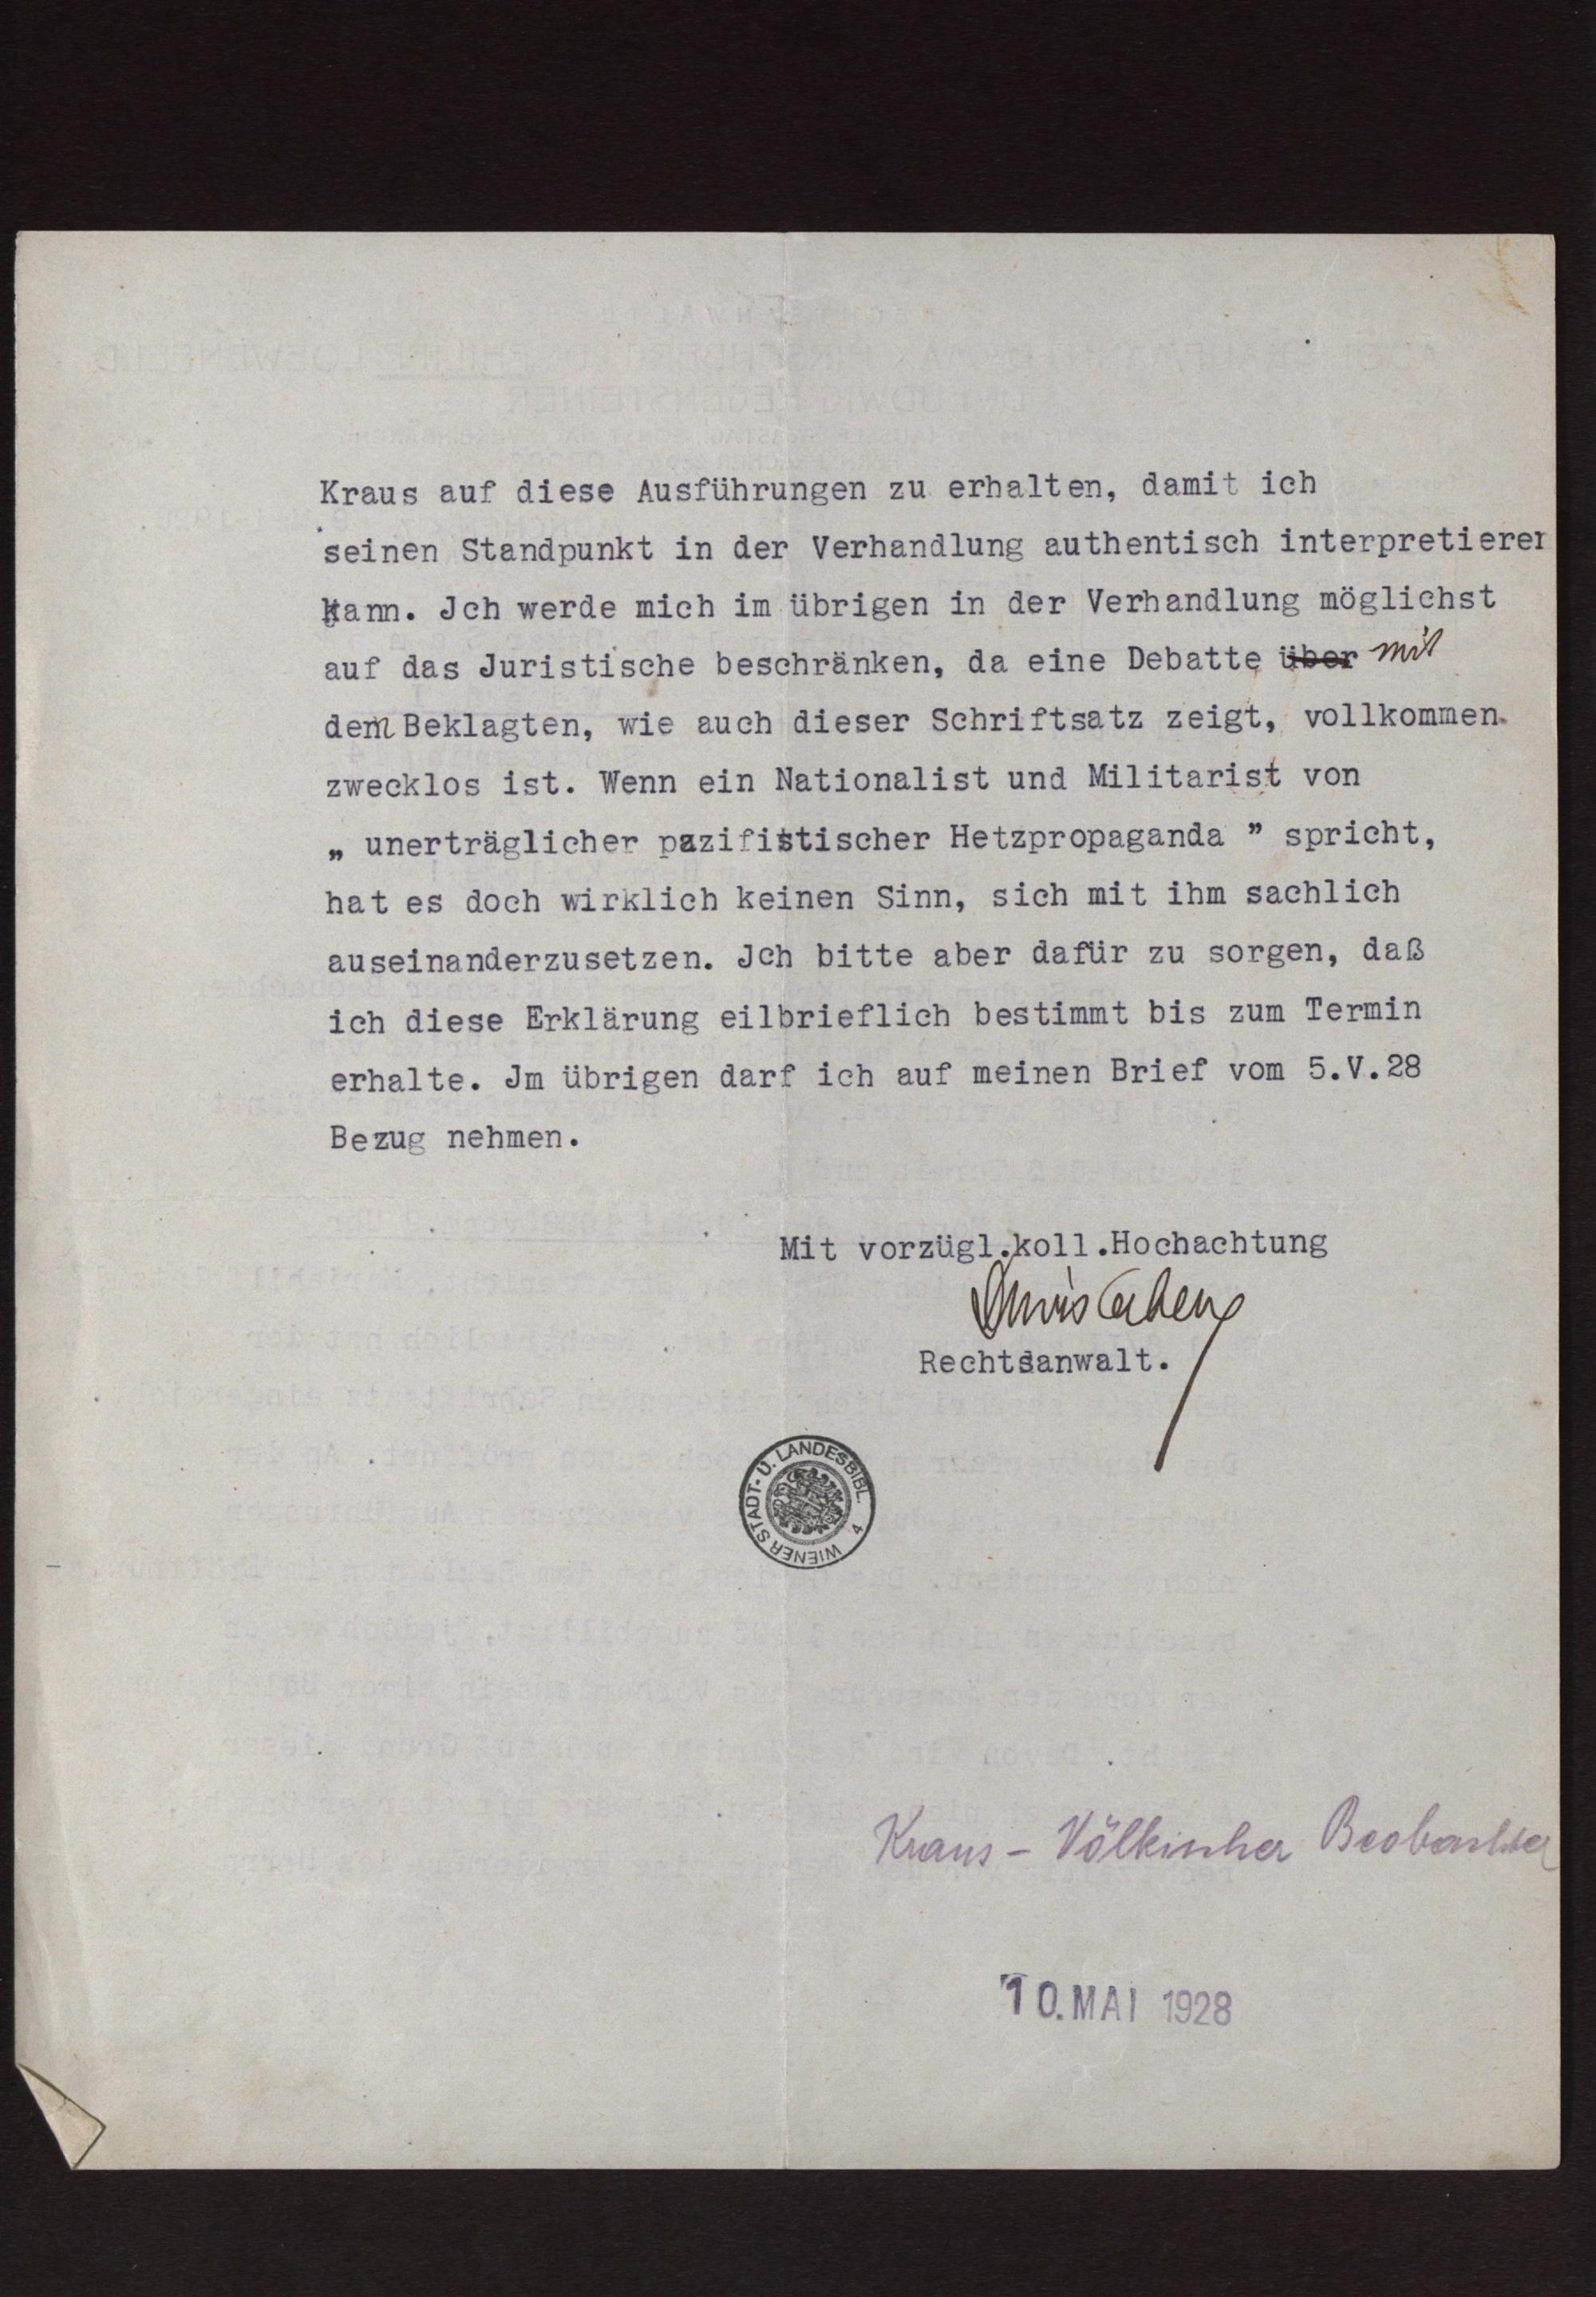 Kraus auf diese Ausführungen zu erhalten, damit ich
seinen Standpunkt in der Verhandlung authentisch interpretieren
kann. Jch werde mich im übrigen in der Verhandlung möglichst
auf das Juristische beschränken, da eine Debatte über mit
dem Beklagten, wie auch dieser Schriftsatz zeigt, vollkommen
zwecklos ist. Wenn ein Nationalist und Militarist von
„ unerträglicher pazifistischer Hetzpropaganda " spricht,
hat es doch wirklich keinen Sinn, sich mit ihm sachlich
auseinanderzusetzen. Jch bitte aber dafür zu sorgen, daß
ich diese Erklärung eilbrieflich bestimmt bis zum Termin
erhalte. Jm übrigen darf ich auf meinen Brief vom 5.V.28
Bezug nehmen.
Mit vorzügl.koll.Hochachtung
Rechtsanwalt.
WIENER STADT- U. LANDESBIBL. 4
Kraus - Völkischer Beobachter
10. MAI 1928